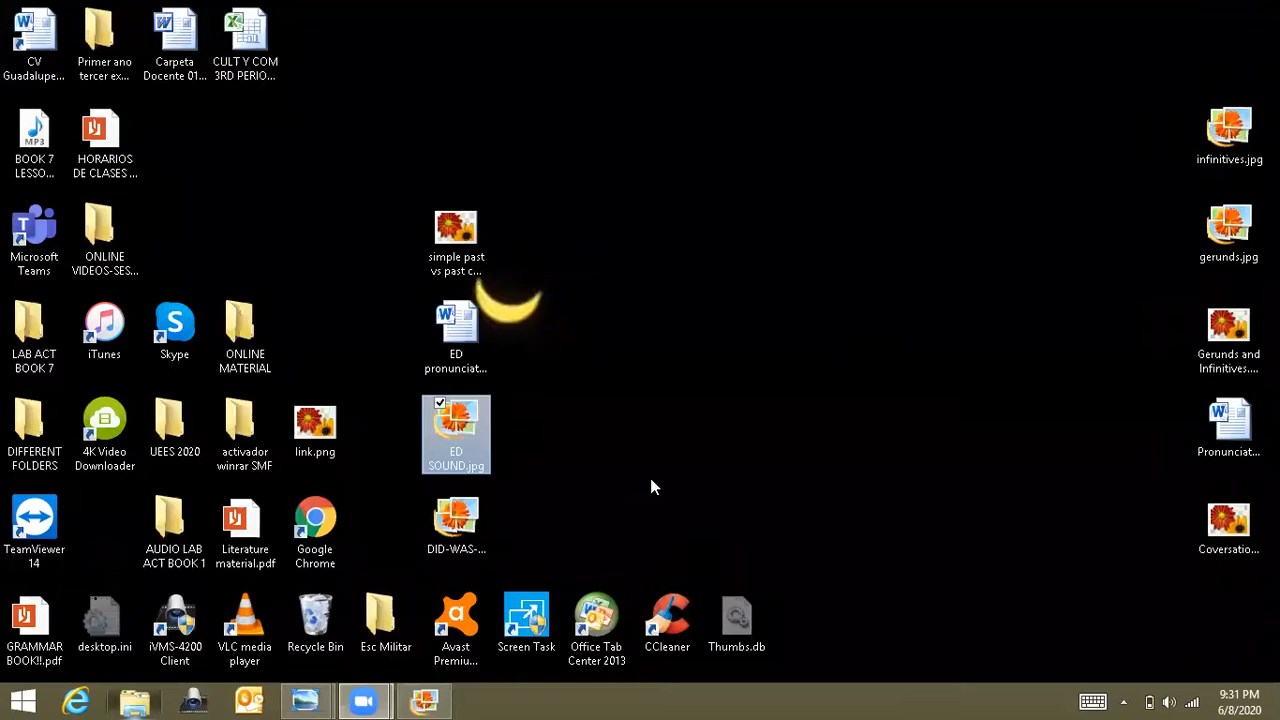 CV
Guadalupe...
Primer ano
tercer ex...
Carpeta
Docente 01...
CULT Y COM
3RD PERIO...
MP3
BOOK 7
LESSO...
HORARIOS
DE CLASES ...
infinitives.jpg
Microsoft
Teams
ONLINE
VIDEOS-SES...
simple past
vs past c...
gerunds.jpg
LAB ACT
BOOK 7
iTunes
Skype
ONLINE
MATERIAL
ED
pronunciat...
Gerunds and
Infinitives....
DIFFERENT
FOLDERS
4K Video
Downloader
UEES 2020
activador
winrar SMF
link.png
ED
SOUND.jpg
Pronunciat...
TeamViewer
14
AUDIO LAB
ACT BOOK 1
Literature
material.pdf
Google
Chrome
DID-WAS-...
Coversatio...
GRAMMAR
BOOK!!.pdf
desktop.ini
iVMS-4200
Client
VLC media
player
Recycle Bin
Esc Militar
Avast
Premiu...
Screen Task
Office Tab
Center 2013
CCleaner
Thumbs.db
9:31 PM
6/8/2020